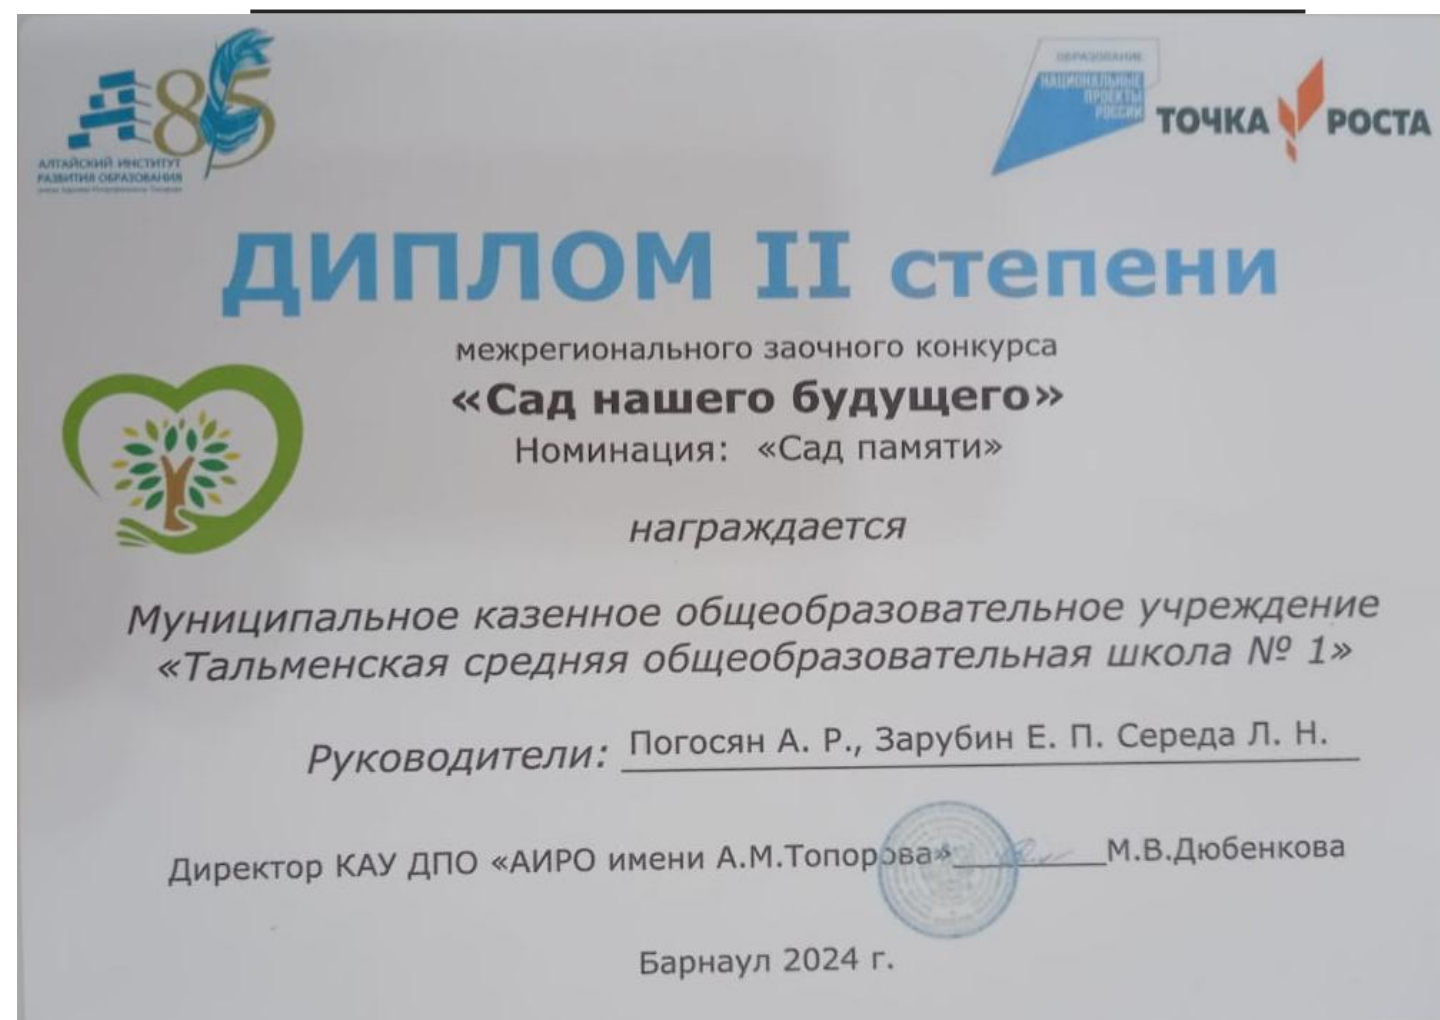 85
АЛТАЙСКИЙ ИНСТИТУТ
РАЗВИТИЯ ОБРАЗОВАНИЯ
ОБРАЗОВАНИЕ
НАЦИОНАЛЬНЫЕ
ПРОЕКТЫ
РОССИИ
ТОЧКА РОСТА
ДИПЛОМ II степени
межрегионального заочного конкурса
«Сад нашего будущего»
Номинация: «Сад памяти»
награждается
Муниципальное казенное общеобразовательное учреждение
«Тальменская средняя общеобразовательная школа № 1»
Руководители: Погосян А. Р., Зарубин Е. П. Середа Л. Н.
Директор КАУ ДПО «АИРО имени А.М.Топорова»__________М.В.Дюбенкова
Барнаул 2024 г.